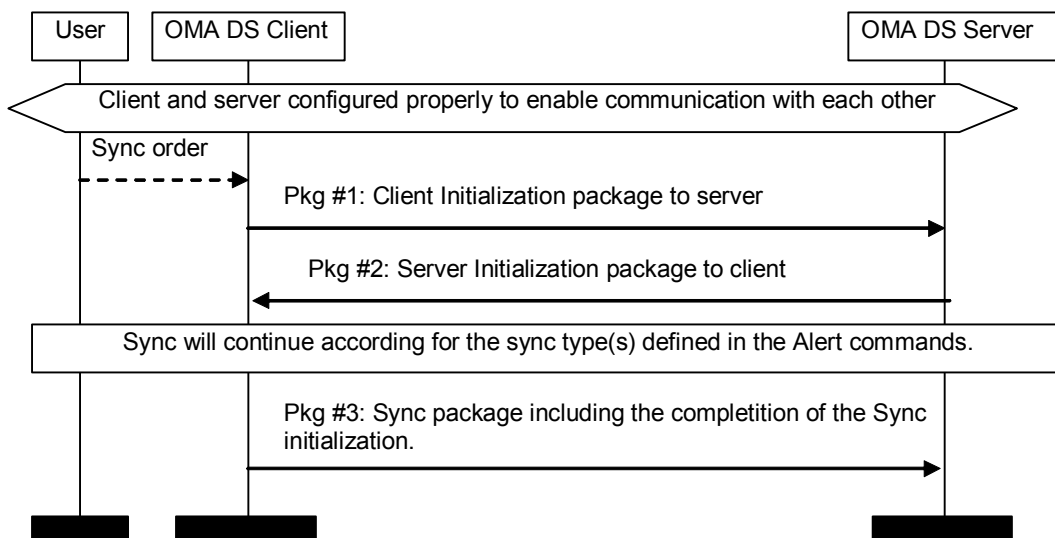 User
OMA DS Client
OMA DS Server
Client and server configured properly to enable communication with each other
Sync order
Pkg #1: Client Initialization package to server
Pkg #2: Server Initialization package to client
Sync will continue according for the sync type(s) defined in the Alert commands.
Pkg #3: Sync package including the completition of the Sync
initialization.